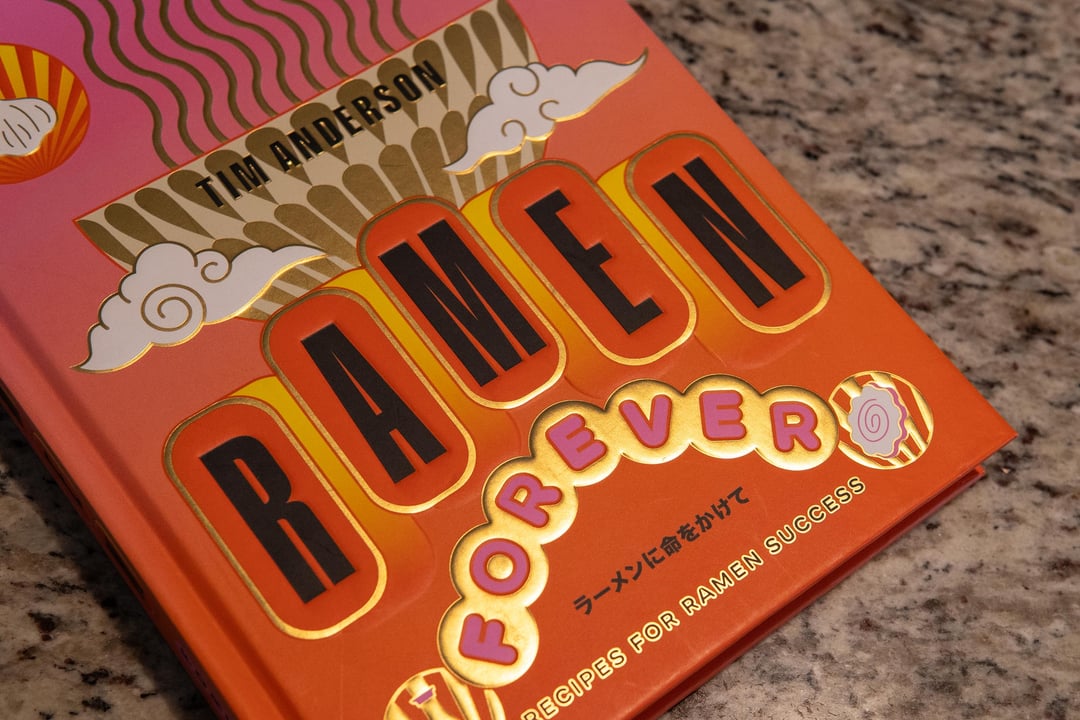 TIM ANDERSON
RAMEN
FOREVER
ラーメンに命をかけて
RECIPES FOR RAMEN SUCCESS